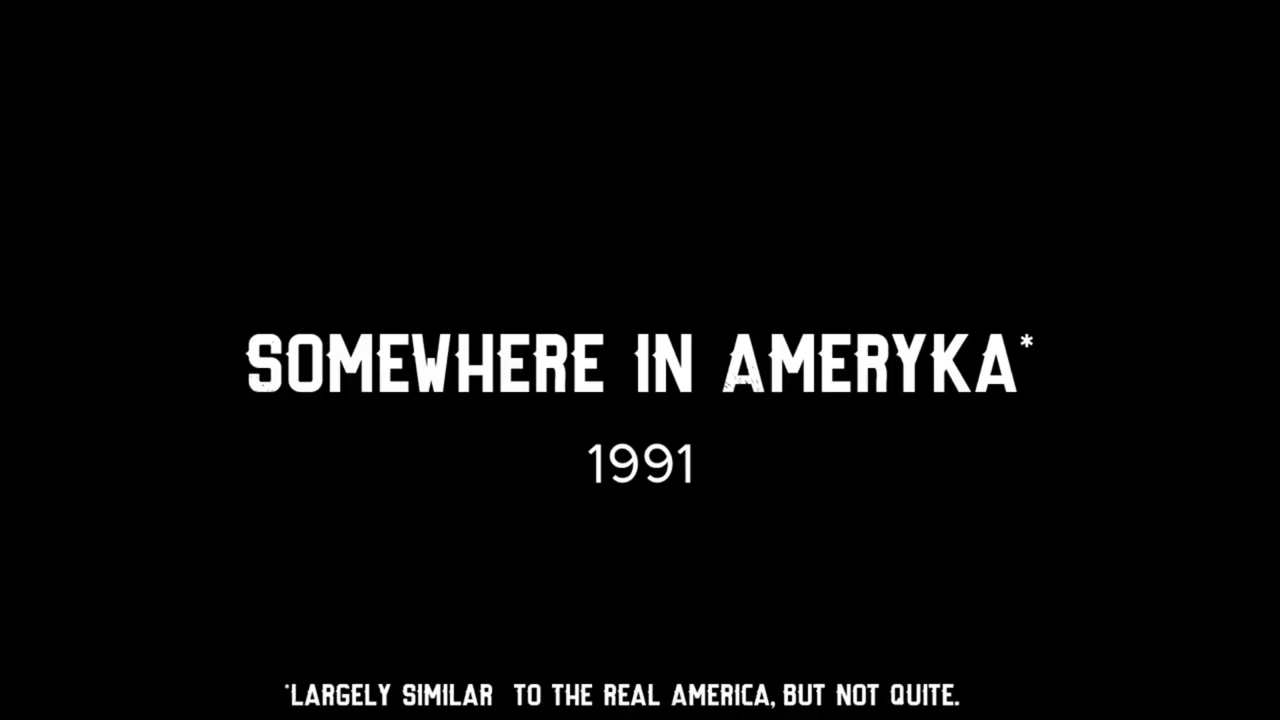 SOMEWHERE IN AMERYKA*
1991
*LARGELY SIMILAR TO THE REAL AMERICA, BUT NOT QUITE.